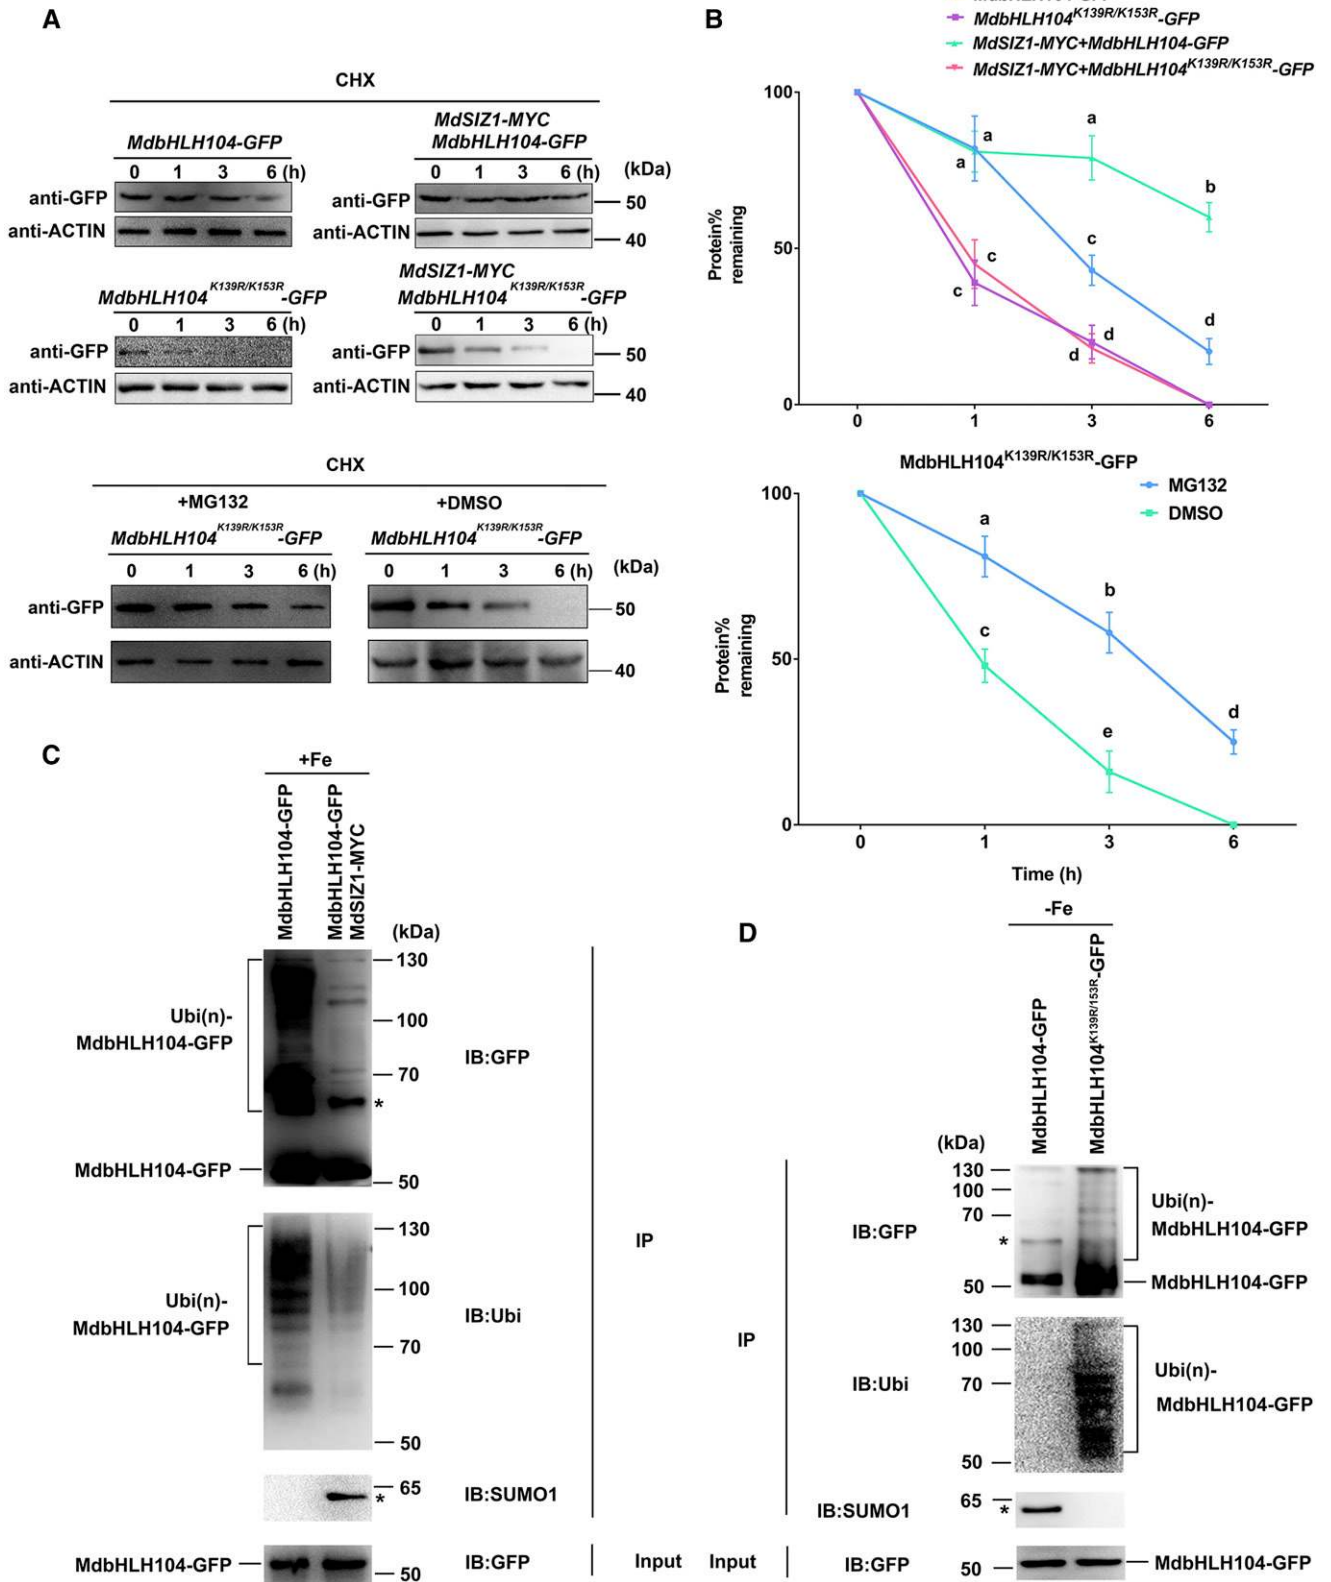 A
CHX
MdbHLH104-GFP
0 1 3 6 (h)
anti-GFP
anti-ACTIN
MdSIZ1-MYC
MdbHLH104-GFP
0 1 3 6 (h) (kDa)
anti-GFP 50
anti-ACTIN 40
MdbHLH104K139R/K153R-GFP
0 1 3 6 (h)
anti-GFP
anti-ACTIN
MdSIZ1-MYC
MdbHLH104K139R/K153R-GFP
0 1 3 6 (h)
anti-GFP 50
anti-ACTIN 40
CHX
+MG132
MdbHLH104K139R/K153R-GFP
0 1 3 6 (h)
anti-GFP
anti-ACTIN
+DMSO
MdbHLH104K139R/K153R-GFP
0 1 3 6 (h) (kDa)
50
40
B
MdbHLH104K139R/K153R-GFP
MdSIZ1-MYC+MdbHLH104-GFP
MdSIZ1-MYC+MdbHLH104K139R/K153R-GFP
Protein%
remaining
100
50
0
a
a
a
b
c
d
c
c
d
d
0 1 3 6
MdbHLH104K139R/K153R-GFP
MG132
DMSO
Protein%
remaining
100
50
0
a
b
c
d
e
0 1 3 6
Time (h)
C
+Fe
MdbHLH104-GFP
MdbHLH104-GFP
MdSIZ1-MYC
(kDa)
130
100
70
*
50
Ubi(n)-
MdbHLH104-GFP
MdbHLH104-GFP
IB:GFP
130
100
70
50
Ubi(n)-
MdbHLH104-GFP
IB:Ubi
65
*
IB:SUMO1
IP
MdbHLH104-GFP
50
IB:GFP
Input
D
-Fe
MdbHLH104-GFP
MdbHLH104K139R/153R-GFP
(kDa)
130
100
70
*
50
IB:GFP
Ubi(n)-
MdbHLH104-GFP
MdbHLH104-GFP
130
100
70
50
IB:Ubi
Ubi(n)-
MdbHLH104-GFP
65
*
IB:SUMO1
IP
Input
IB:GFP
50
MdbHLH104-GFP